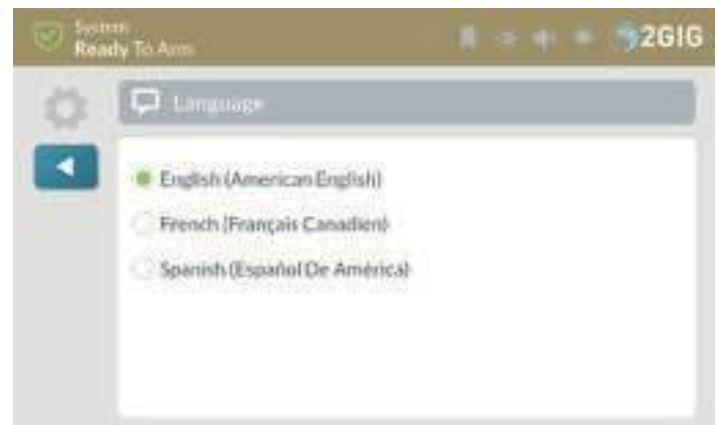 System
Ready To Arm
2GIG
Language
English (American English)
French (Français Canadien)
Spanish (Español De América)